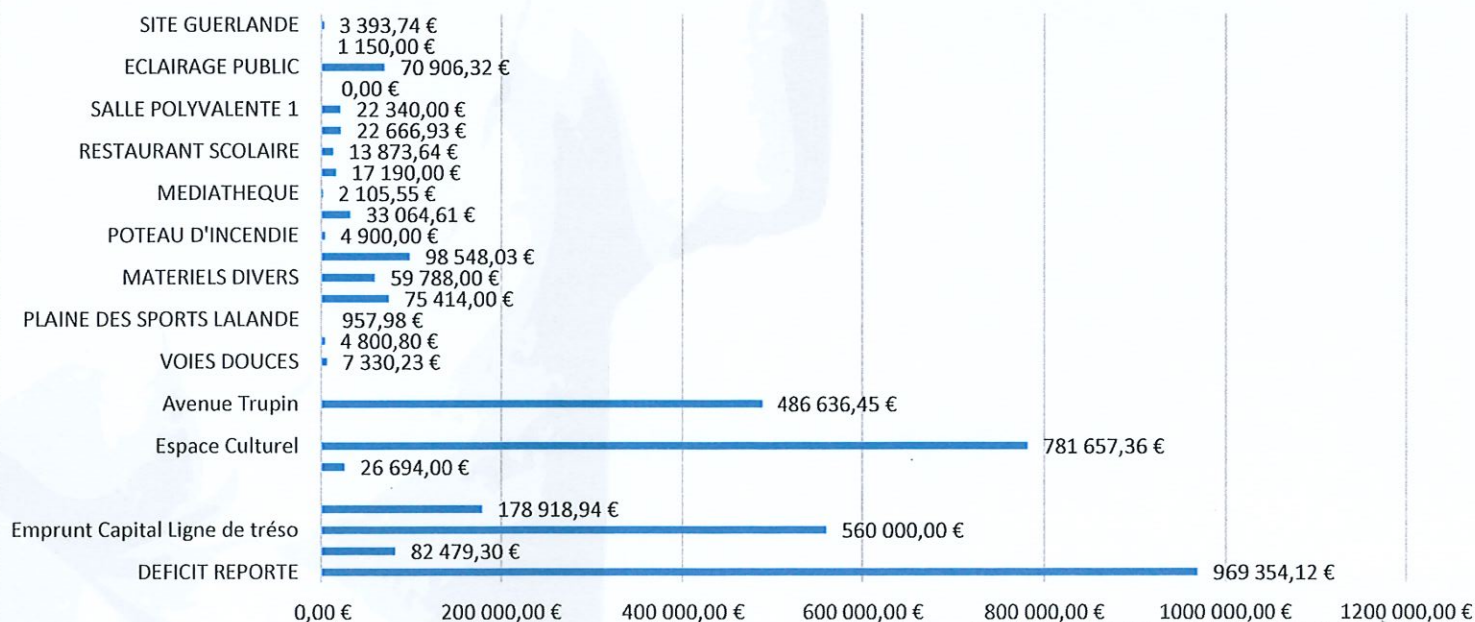 SITE GUERLANDE 3 393,74 €
1 150,00 €
ECLAIRAGE PUBLIC 70 906,32 €
0,00 €
SALLE POLYVALENTE 1 22 340,00 €
22 666,93 €
RESTAURANT SCOLAIRE 13 873,64 €
17 190,00 €
MEDIATHEQUE 2 105,55 €
33 064,61 €
POTEAU D'INCENDIE 4 900,00 €
98 548,03 €
MATERIELS DIVERS 59 788,00 €
75 414,00 €
PLAINE DES SPORTS LALANDE 957,98 €
4 800,80 €
VOIES DOUCES 7 330,23 €
Avenue Trupin 486 636,45 €
Espace Culturel 781 657,36 €
26 694,00 €
178 918,94 €
Emprunt Capital Ligne de tréso 560 000,00 €
82 479,30 €
DEFICIT REPORTE 969 354,12 €
0,00 € 200 000,00 € 400 000,00 € 600 000,00 € 800 000,00 € 1000 000,00 € 1200 000,00 €